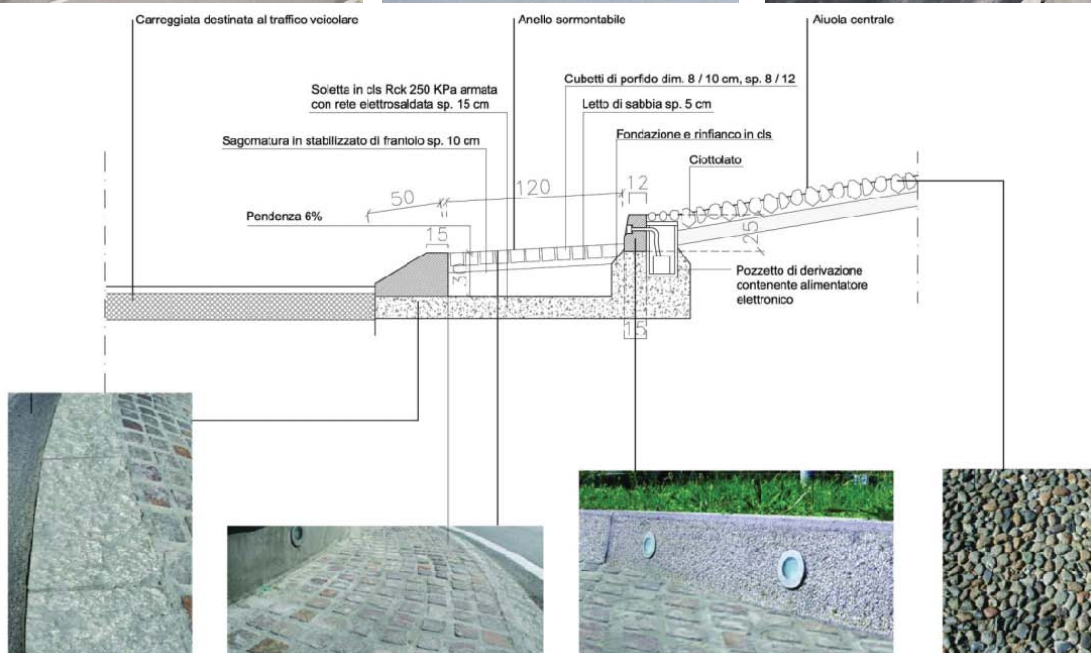 Carreggiata destinata al traffico veicolare
Anello sormontabile
Aiuola centrale
Cubetti di porfido dim. 8 / 10 cm, sp. 8 / 12
Soletta in cls Rck 250 KPa armata
con rete elettrosaldata sp. 15 cm
Letto di sabbia sp. 5 cm
Sagomatura in stabilizzato di frantoio sp. 10 cm
Fondazione e rinfianco in cls
Ciottolato
50
120
12
Pendenza 6%
15
30
25
Pozzetto di derivazione
contenente alimentatore
elettronico
15